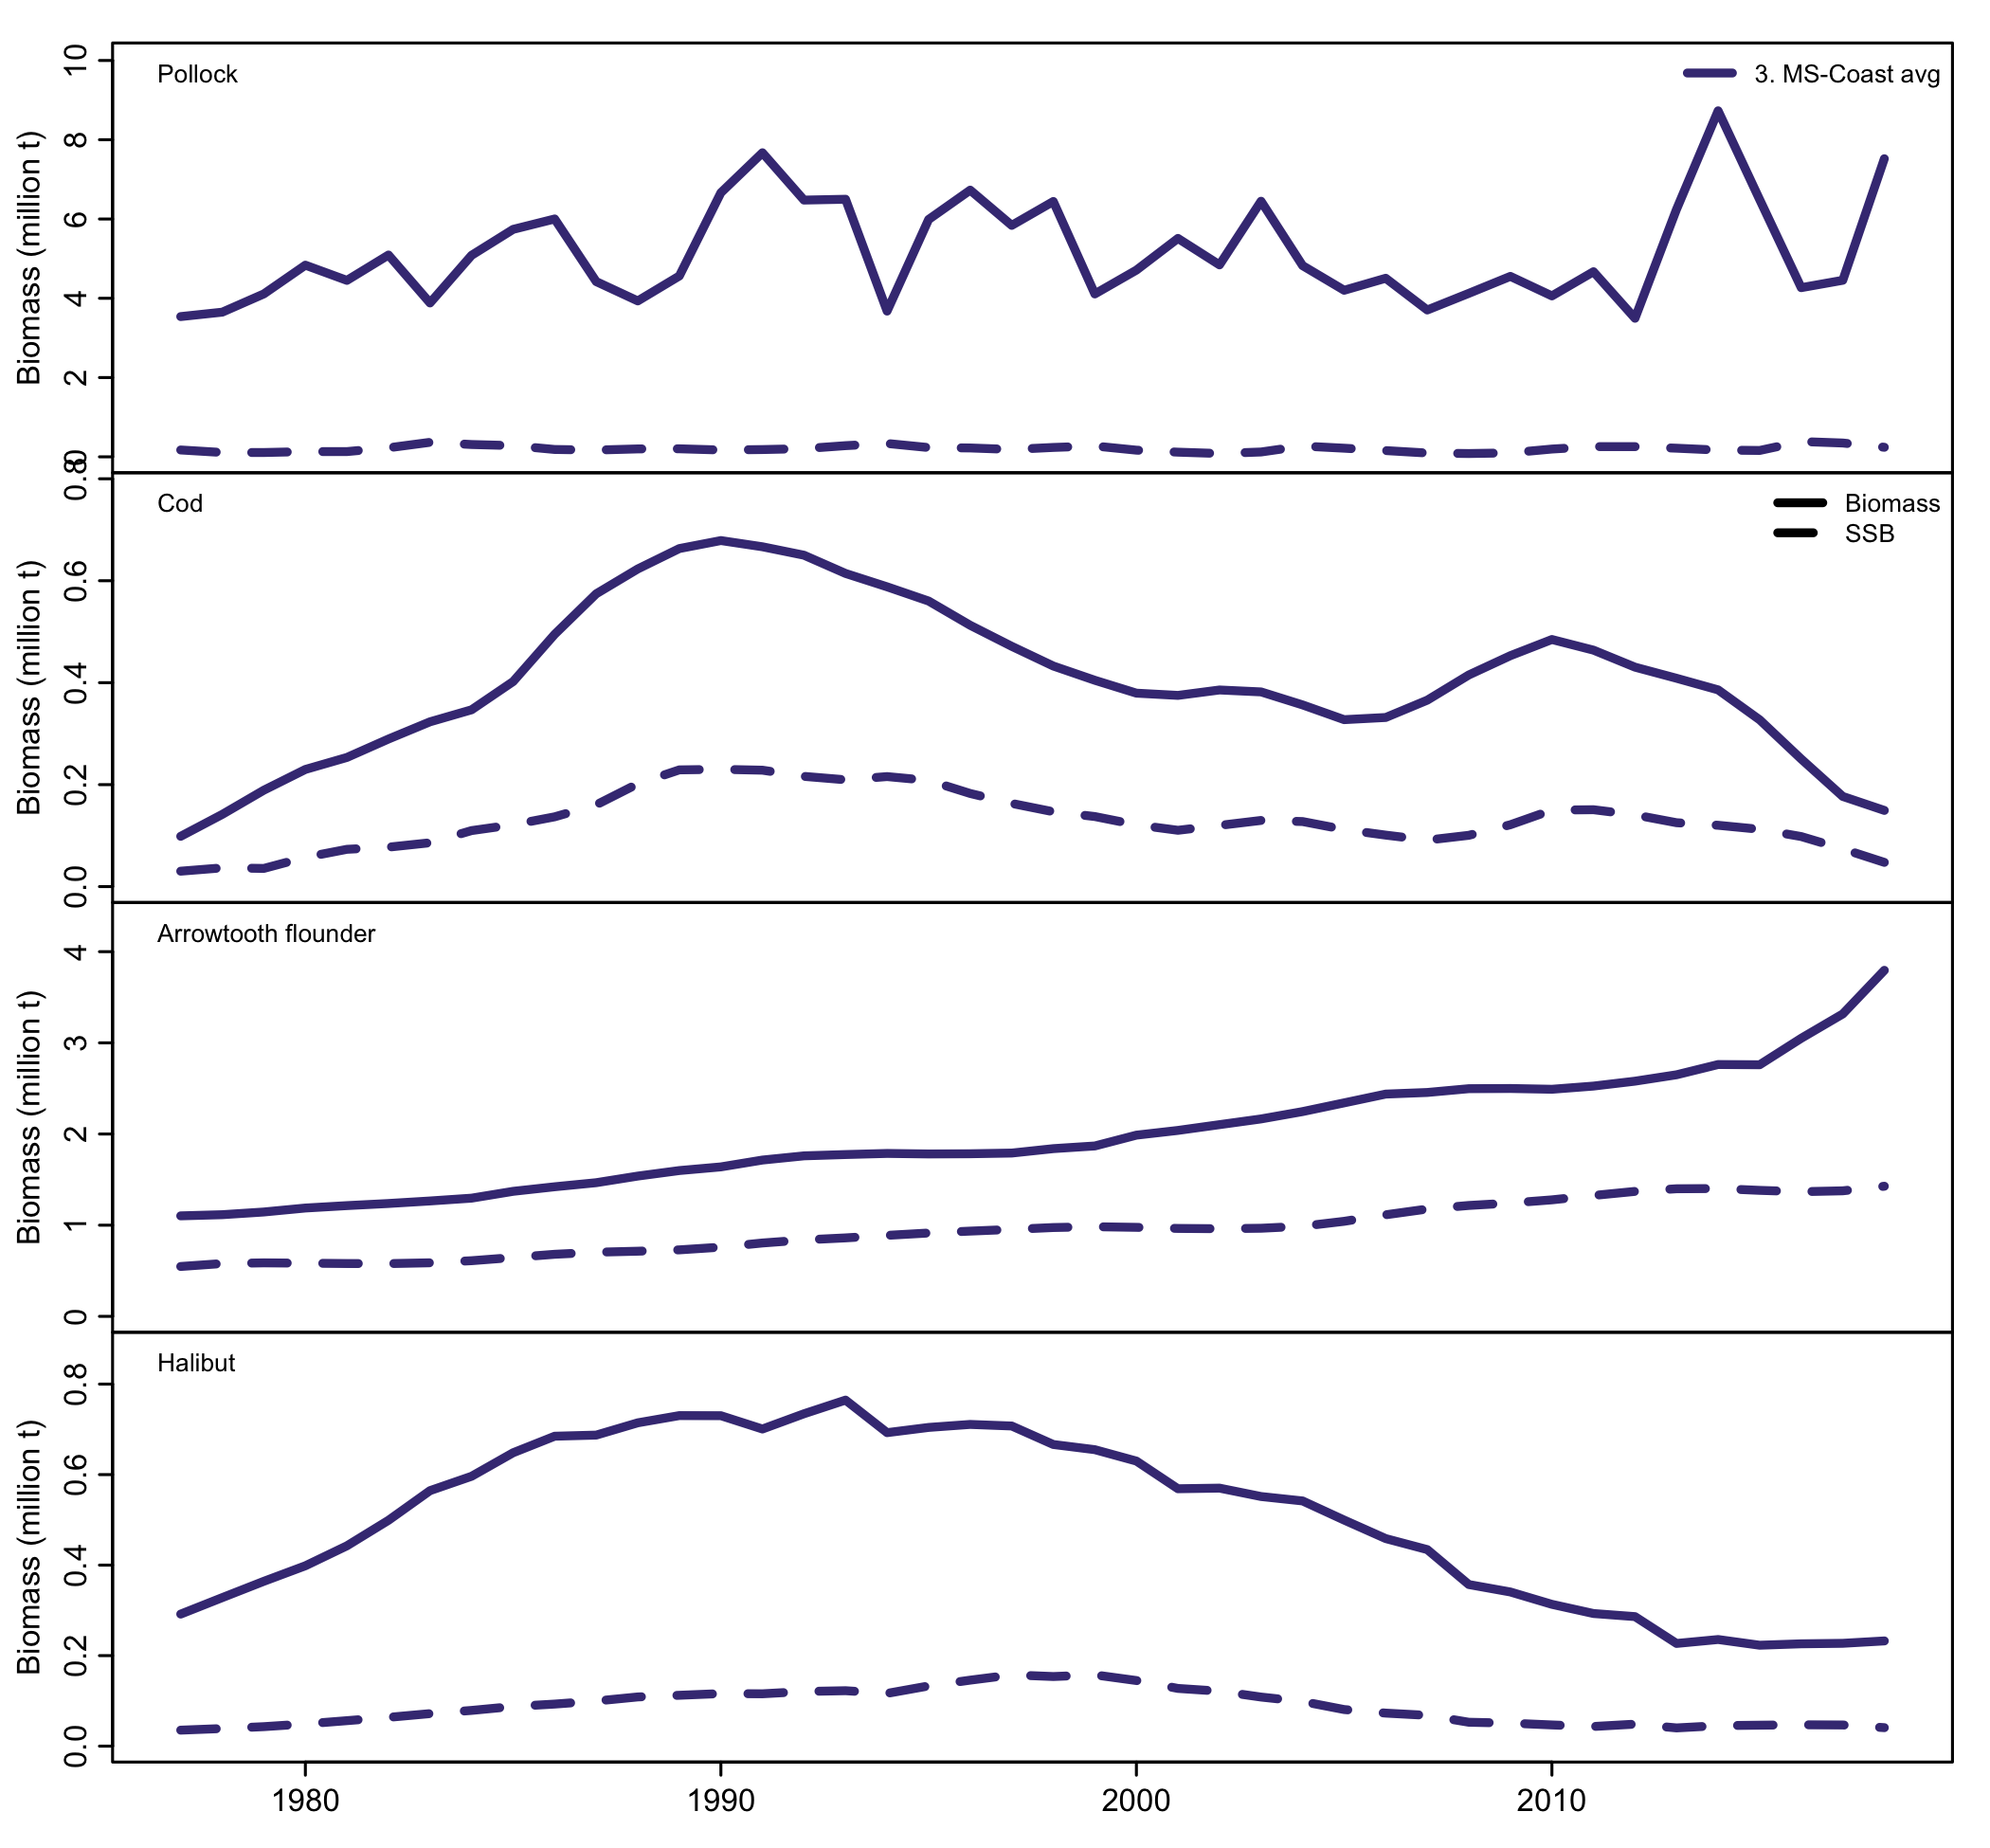 Pollock
3. MS-Coast avg
Biomass (million t)
10
8
6
4
2
0
Cod
Biomass
SSB
Biomass (million t)
0.8
0.6
0.4
0.2
0.0
Arrowtooth flounder
Biomass (million t)
4
3
2
1
0
Halibut
Biomass (million t)
0.8
0.6
0.4
0.2
0.0
1980 1990 2000 2010